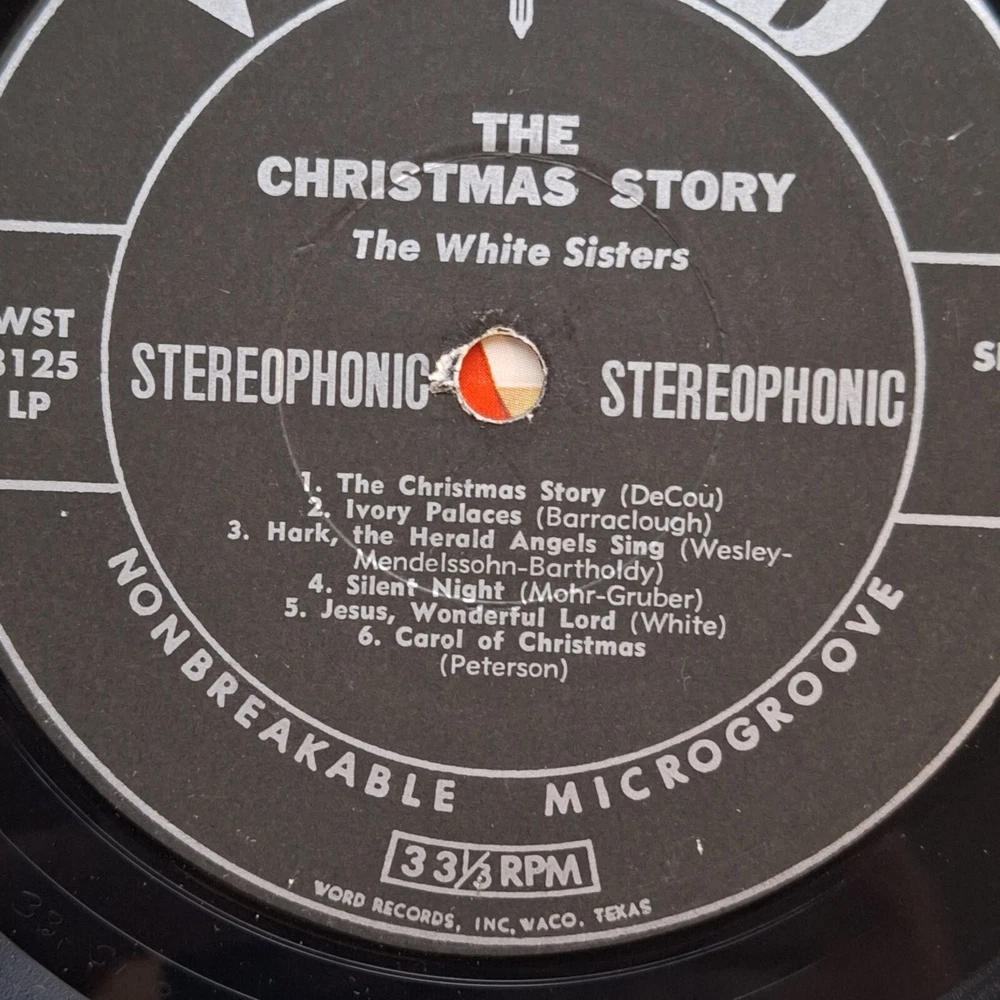 THE
CHRISTMAS STORY
The White Sisters
WST
8125
LP
STEREOPHONIC STEREOPHONIC
1. The Christmas Story (DeCou)
2. Ivory Palaces (Barraclough)
3. Hark, the Herald Angels Sing (Wesley-
Mendelssohn-Bartholdy)
4. Silent Night (Mohr-Gruber)
5. Jesus, Wonderful Lord (White)
6. Carol of Christmas
(Peterson)
NONBREAKABLE MICROGROOVE
33⅓ RPM
WORD RECORDS, INC, WACO, TEXAS